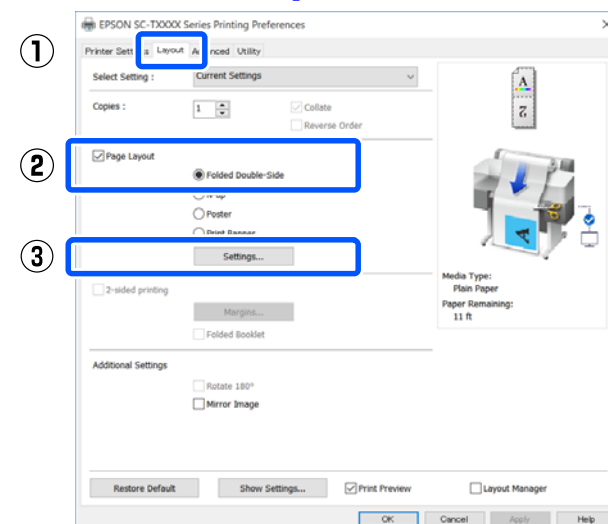 EPSON SC-TXXXX Series Printing Preferences
Layout
Utility
Select Setting :
Current Settings
Copies :
1
Collate
Reverse Order
Page Layout
Folded Double-Side
Poster
Print Banner
Settings...
2-sided printing
Margins...
Folded Booklet
Media Type:
Plain Paper
Paper Remaining:
11 ft
Additional Settings
Rotate 180°
Mirror Image
Restore Default
Show Settings...
Print Preview
Layout Manager
OK
Cancel
Apply
Help
1
2
3
A
2
A